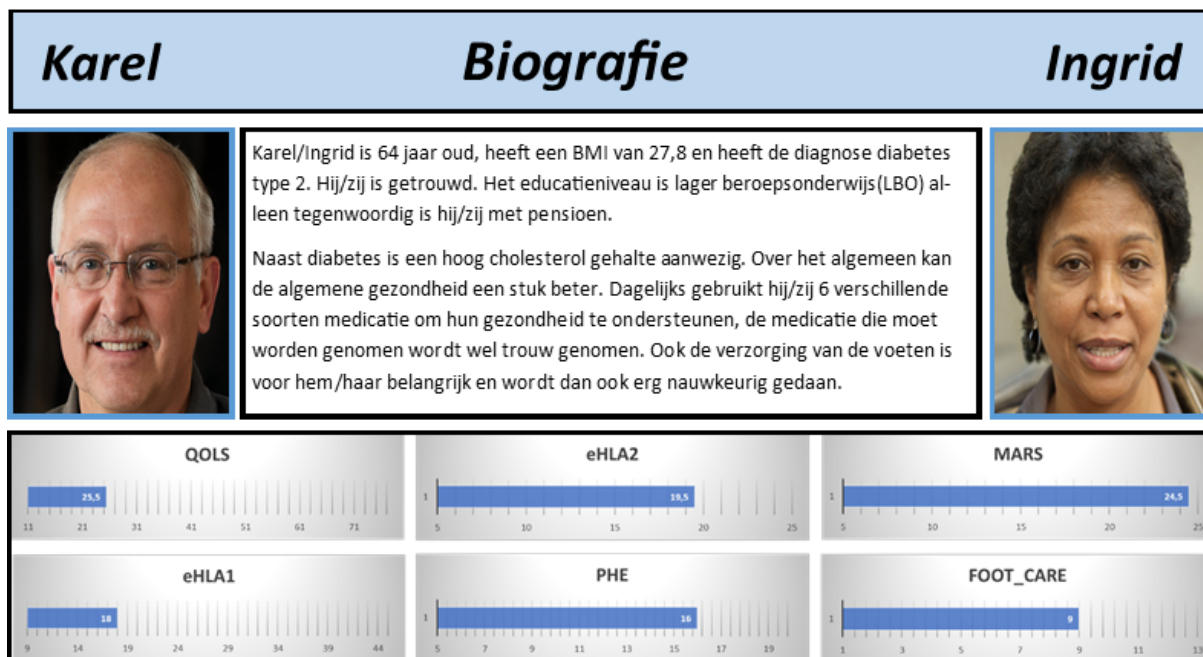 Karel Biografie Ingrid
Karel/Ingrid is 64 jaar oud, heeft een BMI van 27,8 en heeft de diagnose diabetes
type 2. Hij/zij is getrouwd. Het educatieniveau is lager beroepsonderwijs(LBO) al-
leen tegenwoordig is hij/zij met pensioen.
Naast diabetes is een hoog cholesterol gehalte aanwezig. Over het algemeen kan
de algemene gezondheid een stuk beter. Dagelijks gebruikt hij/zij 6 verschillende
soorten medicatie om hun gezondheid te ondersteunen, de medicatie die moet
worden genomen wordt wel trouw genomen. Ook de verzorging van de voeten is
voor hem/haar belangrijk en wordt dan ook erg nauwkeurig gedaan.
QOLS
25,5
11 21 31 41 51 61 71
eHLA2
1 19,5
5 10 15 20 25
MARS
1 24,5
5 10 15 20 25
eHLA1
18
9 14 19 24 29 34 39 44
PHE
1 16
5 7 9 11 13 15 17 19
FOOT_CARE
1 9
1 3 5 7 9 11 13